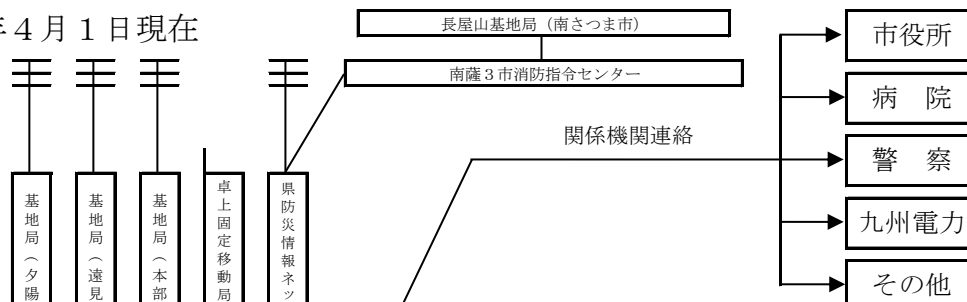 年４月１日現在
長屋山基地局（南さつま市）
南薩３市消防指令センター
関係機関連絡
市役所
病　院
警　察
九州電力
その他
基地局（夕陽
基地局（遠見
基地局（本部
卓上固定移動局
県防災情報ネッ